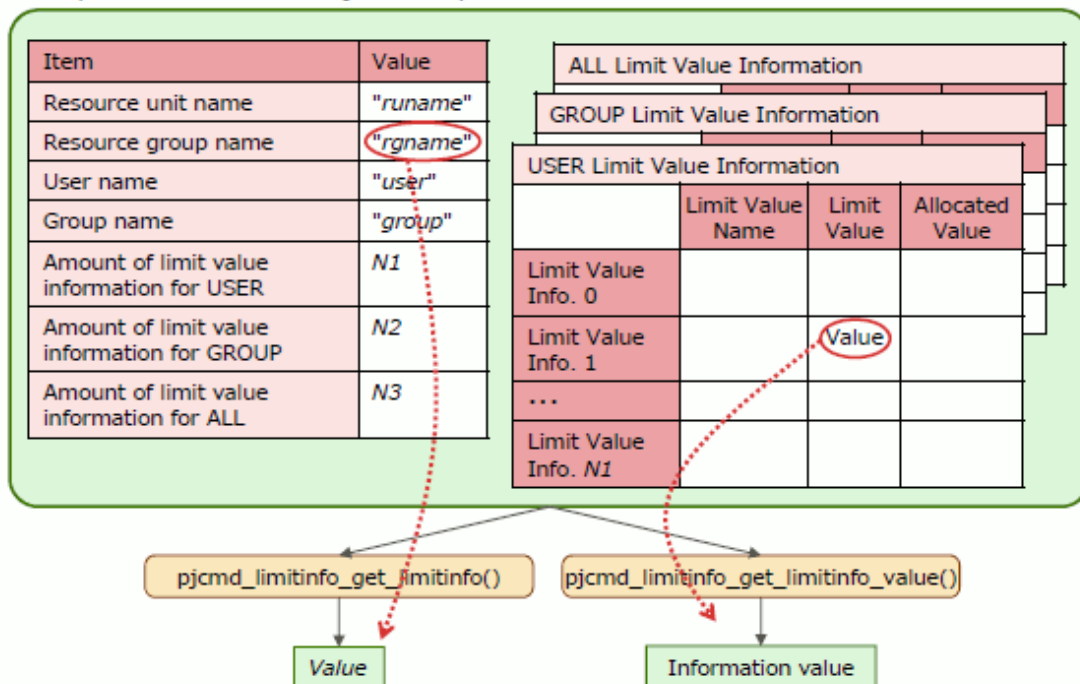 Item Value
Resource unit name "runame"
Resource group name "rgname"
User name "user"
Group name "group"
Amount of limit value
information for USER
N1
Amount of limit value
information for GROUP
N2
Amount of limit value
information for ALL
N3
ALL Limit Value Information
GROUP Limit Value Information
USER Limit Value Information
Limit Value
Name
Limit
Value
Allocated
Value
Limit Value
Info. 0
Limit Value
Info. 1
Value
...
Limit Value
Info. N1
pjcmd_limitinfo_get_limitinfo()
pjcmd_limitinfo_get_limitinfo_value()
Value
Information value